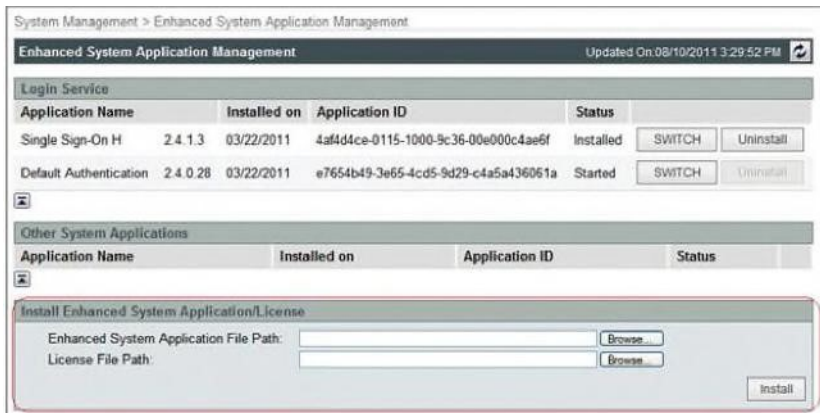 System Management > Enhanced System Application Management
Enhanced System Application Management Updated On:08/10/2011 3:29:52 PM
Login Service
Application Name Installed on Application ID Status
Single Sign-On H 2.4.1.3 03/22/2011 4af4d4ce-0115-1000-9c36-00e000c4ae6f Installed SWITCH Uninstall
Default Authentication 2.4.0.28 03/22/2011 e7654b49-3e65-4cd5-9d29-c4a5a436061a Started SWITCH Uninstall
Other System Applications
Application Name Installed on Application ID Status
Install Enhanced System Application/License
Enhanced System Application File Path: Browse...
License File Path: Browse...
Install